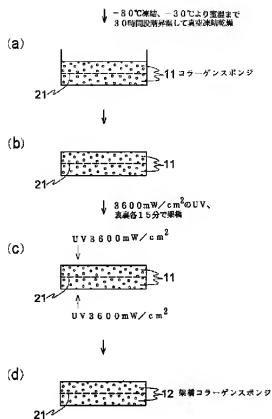 −80℃凍結、−30℃より室温まで
30時間段階昇温して真空凍結乾燥
(a)
11 コラーゲンスポンジ
21
(b)
11
21
3600mW/cm²のUV、
表裏各15分で架橋
UV3600mW/cm²
(c)
11
21
UV3600mW/cm²
(d)
12 架橋コラーゲンスポンジ
21